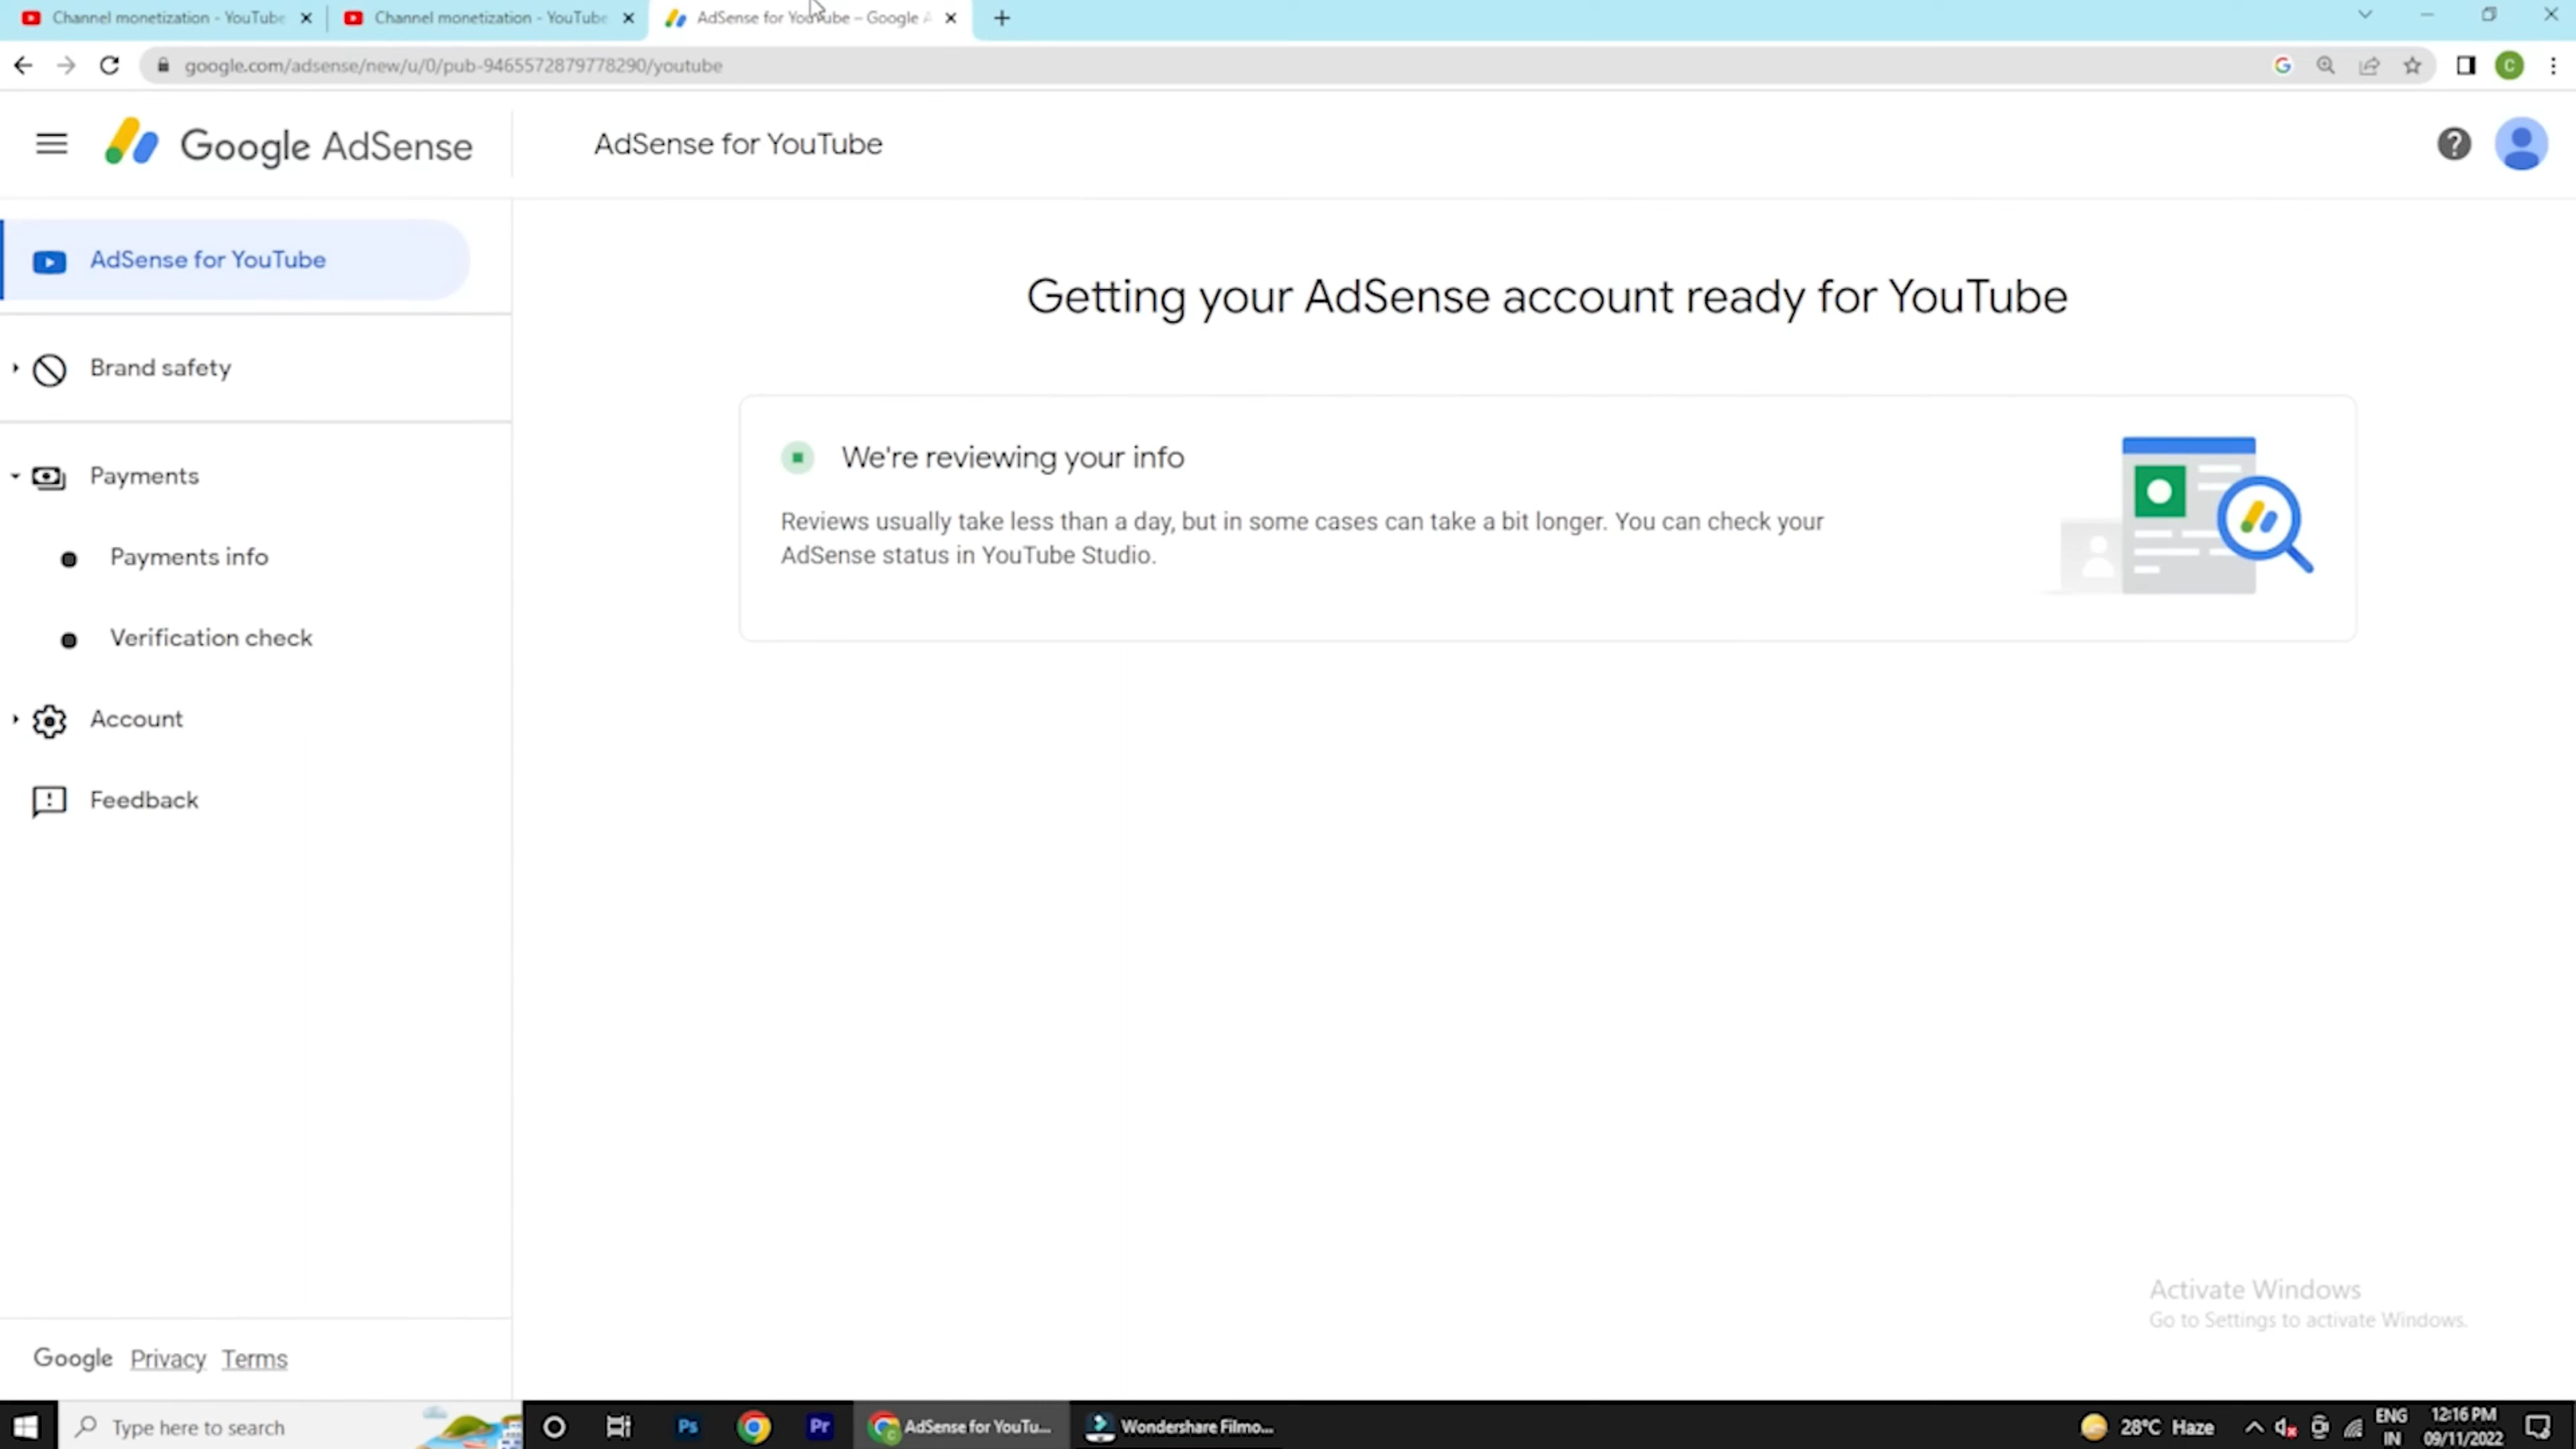 Channel monetization - YouTube
Channel monetization - YouTube
AdSense for YouTube – Google A
google.com/adsense/new/u/0/pub-9465572879778290/youtube
C
Google AdSense
AdSense for YouTube
AdSense for YouTube
Brand safety
Payments
Payments info
Verification check
Account
Feedback
Getting your AdSense account ready for YouTube
We're reviewing your info
Reviews usually take less than a day, but in some cases can take a bit longer. You can check your
AdSense status in YouTube Studio.
Activate Windows
Go to Settings to activate Windows.
Google Privacy Terms
Type here to search
Ps
Pr
AdSense for YouTu...
Wondershare Filmo...
28°C Haze
ENG
IN
12:16 PM
09/11/2022